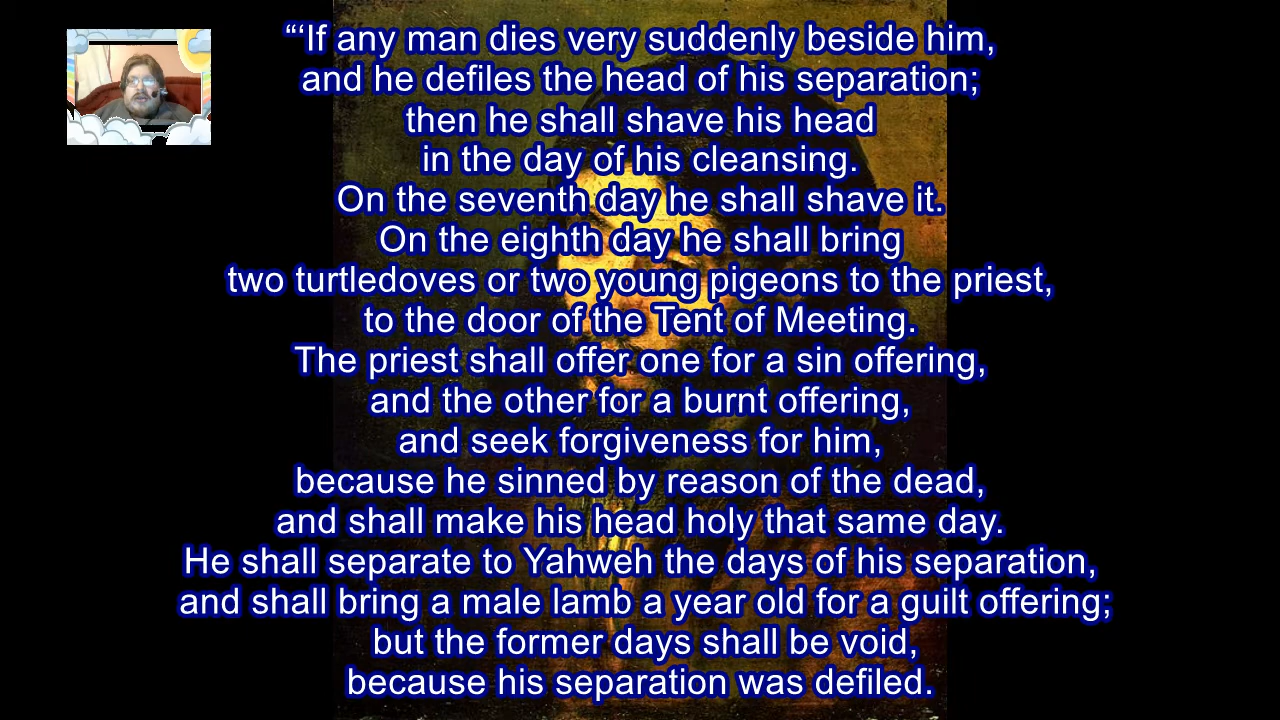 “‘If any man dies very suddenly beside him,
and he defiles the head of his separation;
then he shall shave his head
in the day of his cleansing.
On the seventh day he shall shave it.
On the eighth day he shall bring
two turtledoves or two young pigeons to the priest,
to the door of the Tent of Meeting.
The priest shall offer one for a sin offering,
and the other for a burnt offering,
and seek forgiveness for him,
because he sinned by reason of the dead,
and shall make his head holy that same day.
He shall separate to Yahweh the days of his separation,
and shall bring a male lamb a year old for a guilt offering;
but the former days shall be void,
because his separation was defiled.